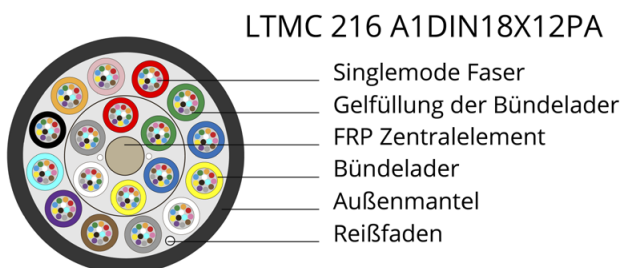 LTMC 216 A1DIN18X12PA
Singlemode Faser
Gelfüllung der Bündelader
FRP Zentralelement
Bündelader
Außenmantel
Reißfaden